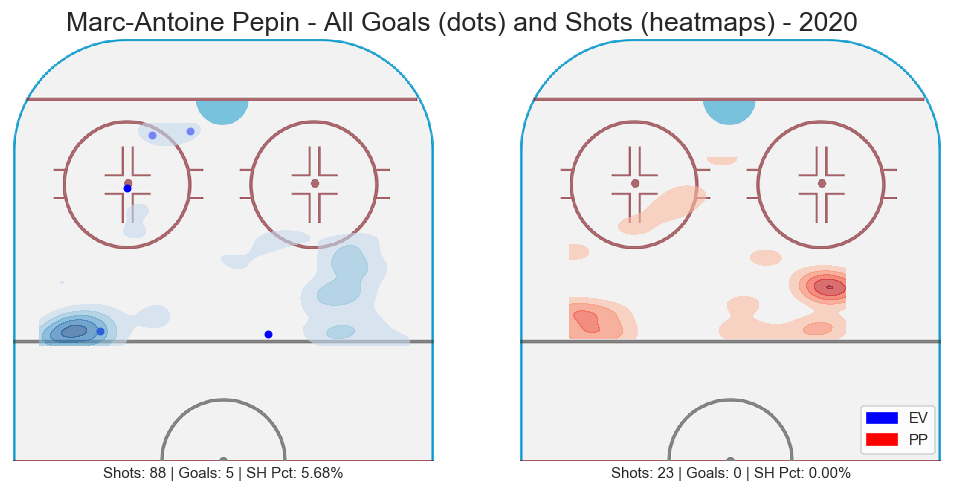 Marc-Antoine Pepin - All Goals (dots) and Shots (heatmaps) - 2020
EV
PP
Shots: 88 | Goals: 5 | SH Pct: 5.68%
Shots: 23 | Goals: 0 | SH Pct: 0.00%